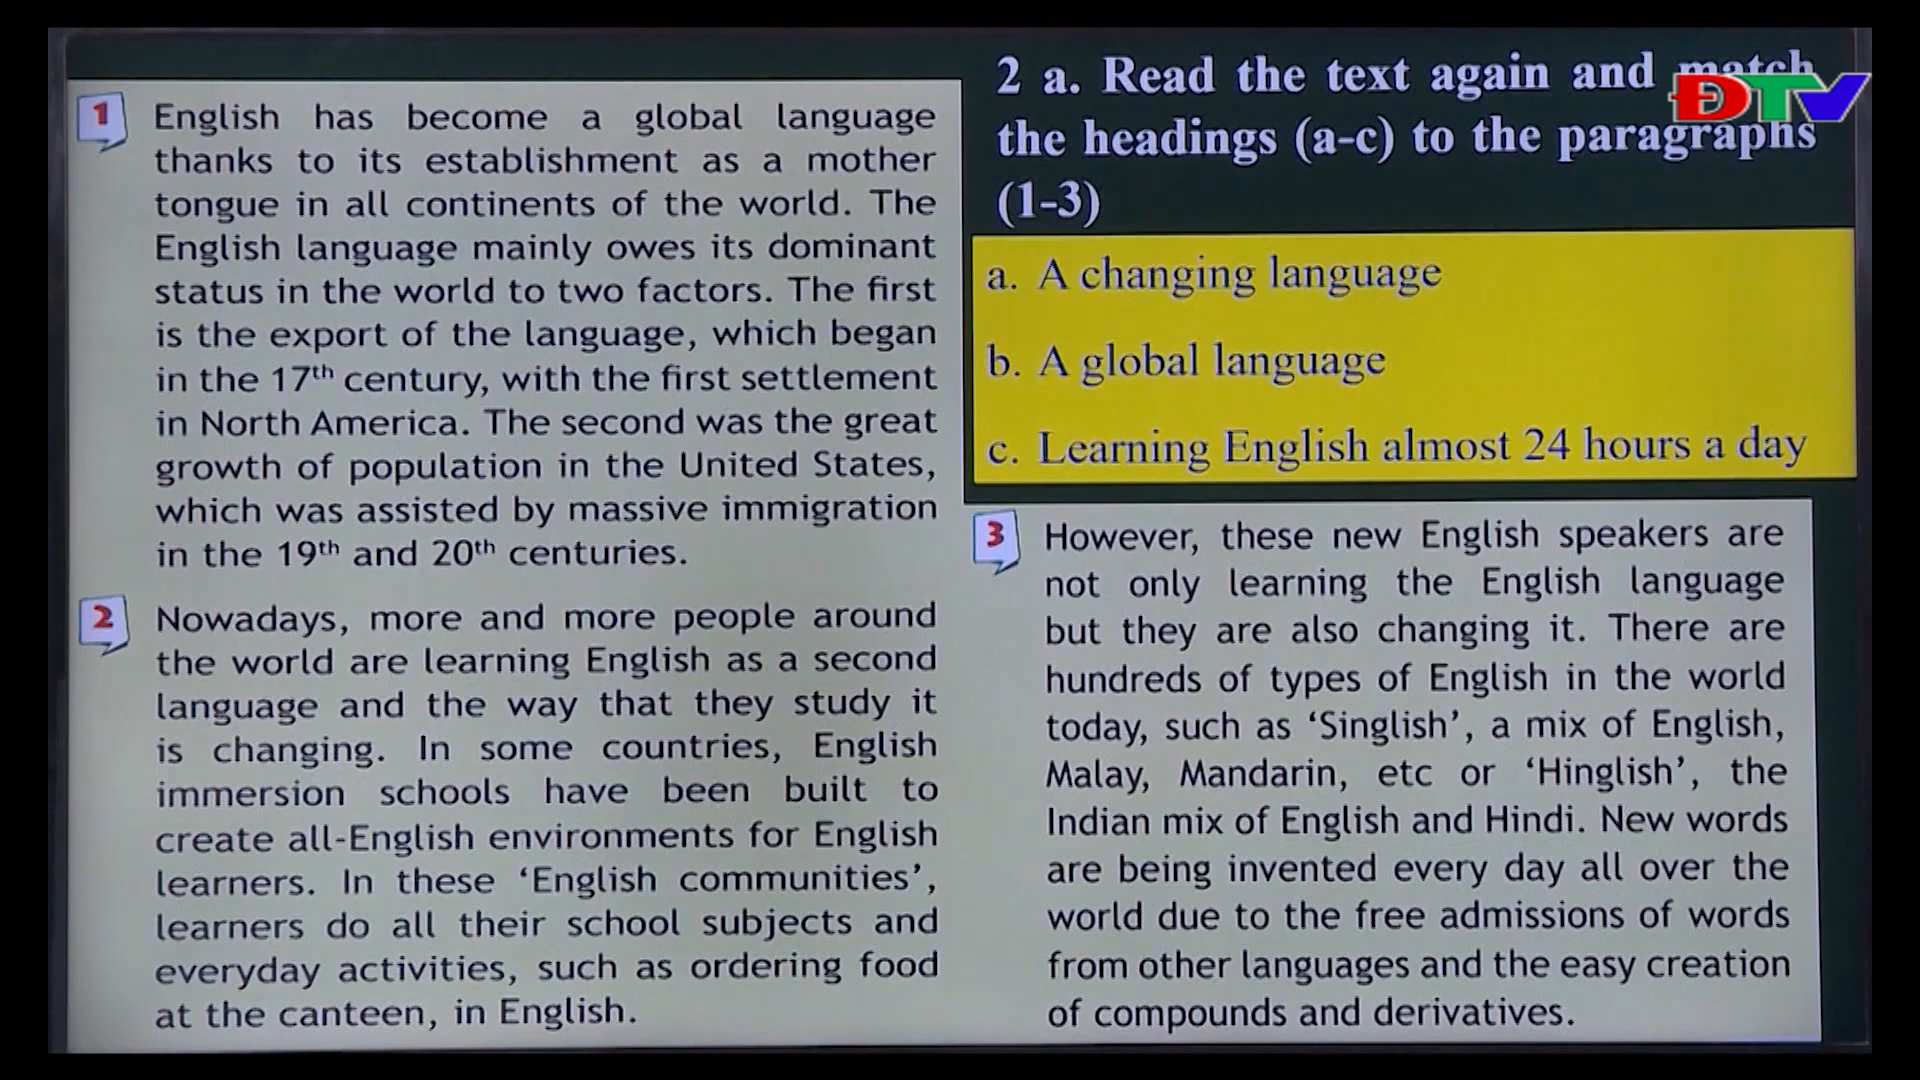 2 a. Read the text again and match
the headings (a-c) to the paragraphs
(1-3)
ĐTV
a. A changing language
b. A global language
c. Learning English almost 24 hours a day
1
English has become a global language
thanks to its establishment as a mother
tongue in all continents of the world. The
English language mainly owes its dominant
status in the world to two factors. The first
is the export of the language, which began
in the 17th century, with the first settlement
in North America. The second was the great
growth of population in the United States,
which was assisted by massive immigration
in the 19th and 20th centuries.
2
Nowadays, more and more people around
the world are learning English as a second
language and the way that they study it
is changing. In some countries, English
immersion schools have been built to
create all-English environments for English
learners. In these ‘English communities’,
learners do all their school subjects and
everyday activities, such as ordering food
at the canteen, in English.
3
However, these new English speakers are
not only learning the English language
but they are also changing it. There are
hundreds of types of English in the world
today, such as ‘Singlish’, a mix of English,
Malay, Mandarin, etc or ‘Hinglish’, the
Indian mix of English and Hindi. New words
are being invented every day all over the
world due to the free admissions of words
from other languages and the easy creation
of compounds and derivatives.